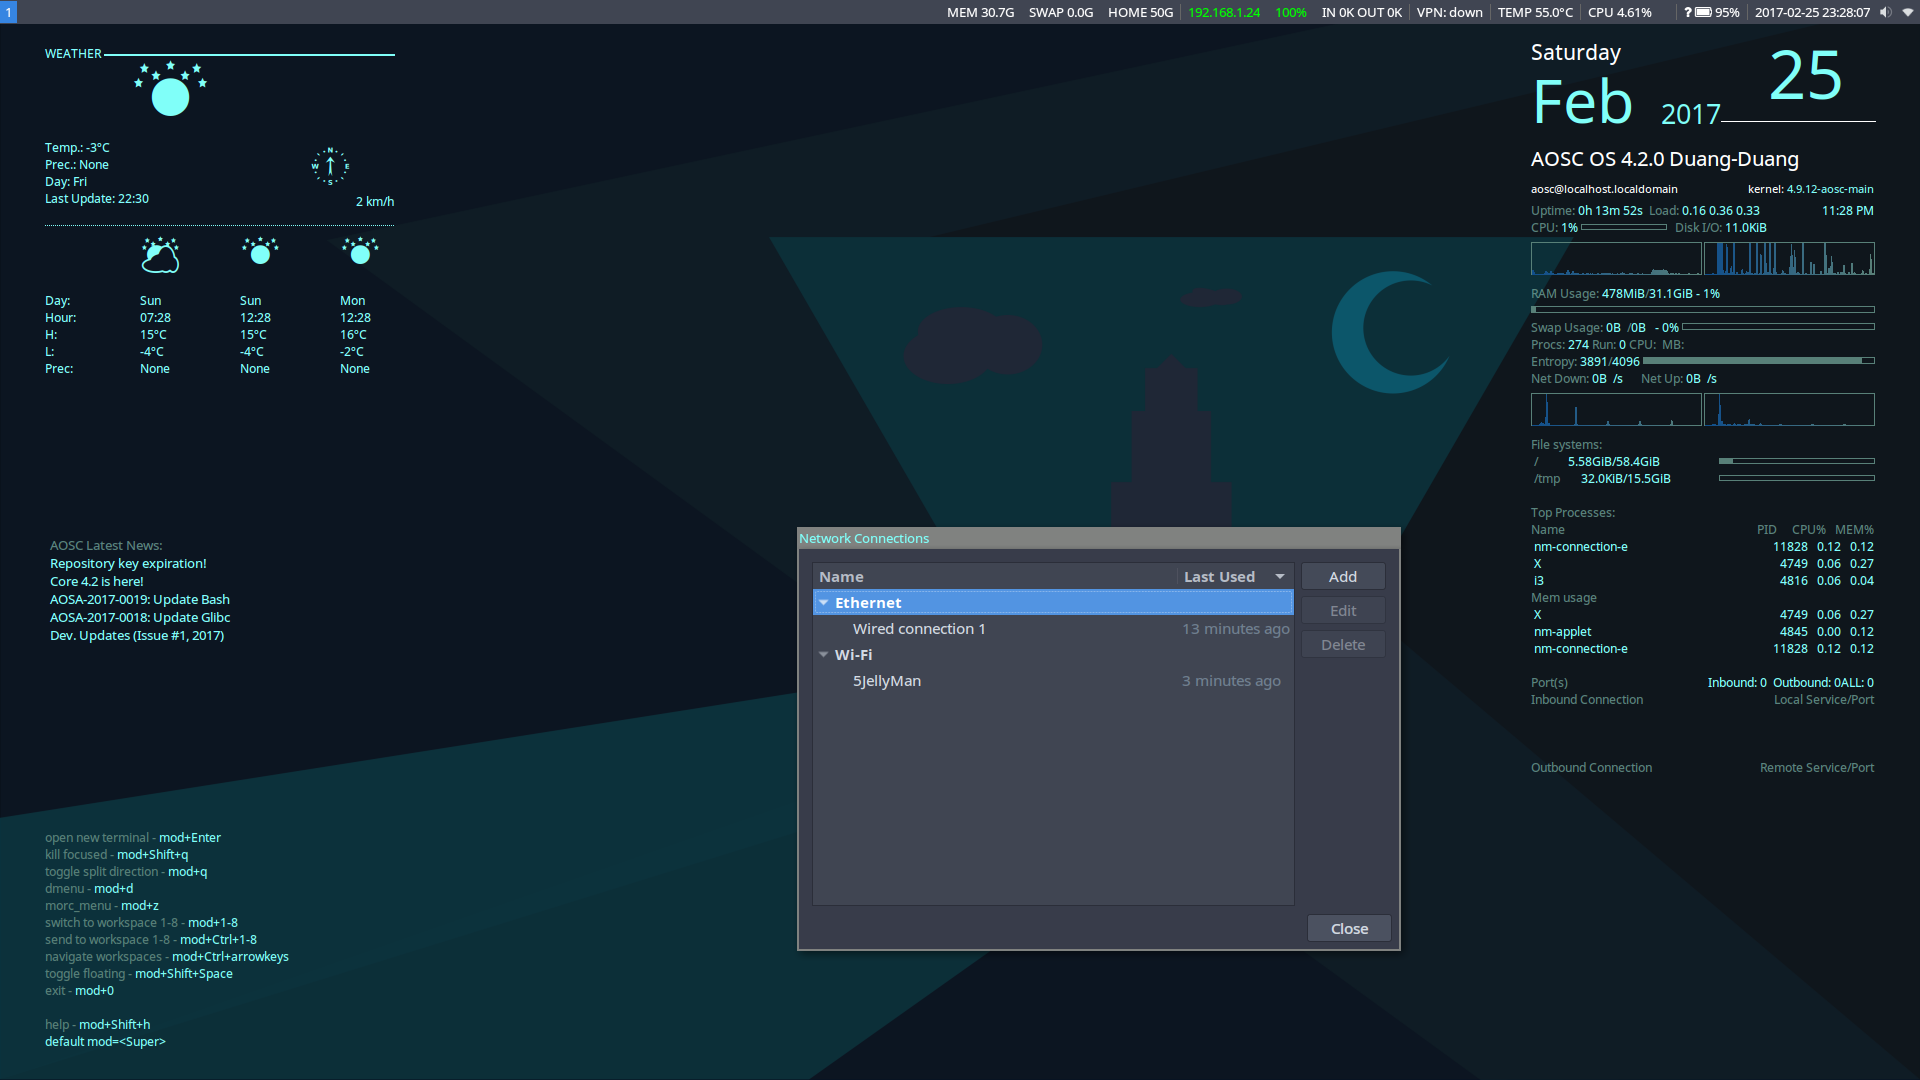 1
MEM 30.7G SWAP 0.0G HOME 50G 192.168.1.24 100% IN 0K OUT 0K VPN: down TEMP 55.0°C CPU 4.61% ? 95% 2017-02-25 23:28:07
WEATHER
N
W E
S
Temp.: -3°C
Prec.: None
Day: Fri
Last Update: 22:30
2 km/h
Day: Sun Sun Mon
Hour: 07:28 12:28 12:28
H: 15°C 15°C 16°C
L: -4°C -4°C -2°C
Prec: None None None
AOSC Latest News:
Repository key expiration!
Core 4.2 is here!
AOSA-2017-0019: Update Bash
AOSA-2017-0018: Update Glibc
Dev. Updates (Issue #1, 2017)
open new terminal - mod+Enter
kill focused - mod+Shift+q
toggle split direction - mod+q
dmenu - mod+d
morc_menu - mod+z
switch to workspace 1-8 - mod+1-8
send to workspace 1-8 - mod+Ctrl+1-8
navigate workspaces - mod+Ctrl+arrowkeys
toggle floating - mod+Shift+Space
exit - mod+0
help - mod+Shift+h
default mod=<Super>
Network Connections
Name Last Used
Ethernet
Wired connection 1 13 minutes ago
Wi-Fi
5JellyMan 3 minutes ago
Add
Edit
Delete
Close
Saturday
Feb 2017 25
AOSC OS 4.2.0 Duang-Duang
aosc@localhost.localdomain kernel: 4.9.12-aosc-main
Uptime: 0h 13m 52s Load: 0.16 0.36 0.33 11:28 PM
CPU: 1% Disk I/O: 11.0KiB
RAM Usage: 478MiB/31.1GiB - 1%
Swap Usage: 0B /0B - 0%
Procs: 274 Run: 0 CPU: MB:
Entropy: 3891/4096
Net Down: 0B /s Net Up: 0B /s
File systems:
/ 5.58GiB/58.4GiB
/tmp 32.0KiB/15.5GiB
Top Processes:
Name PID CPU% MEM%
nm-connection-e 11828 0.12 0.12
X 4749 0.06 0.27
i3 4816 0.06 0.04
Mem usage
X 4749 0.06 0.27
nm-applet 4845 0.00 0.12
nm-connection-e 11828 0.12 0.12
Port(s) Inbound: 0 Outbound: 0ALL: 0
Inbound Connection Local Service/Port
Outbound Connection Remote Service/Port